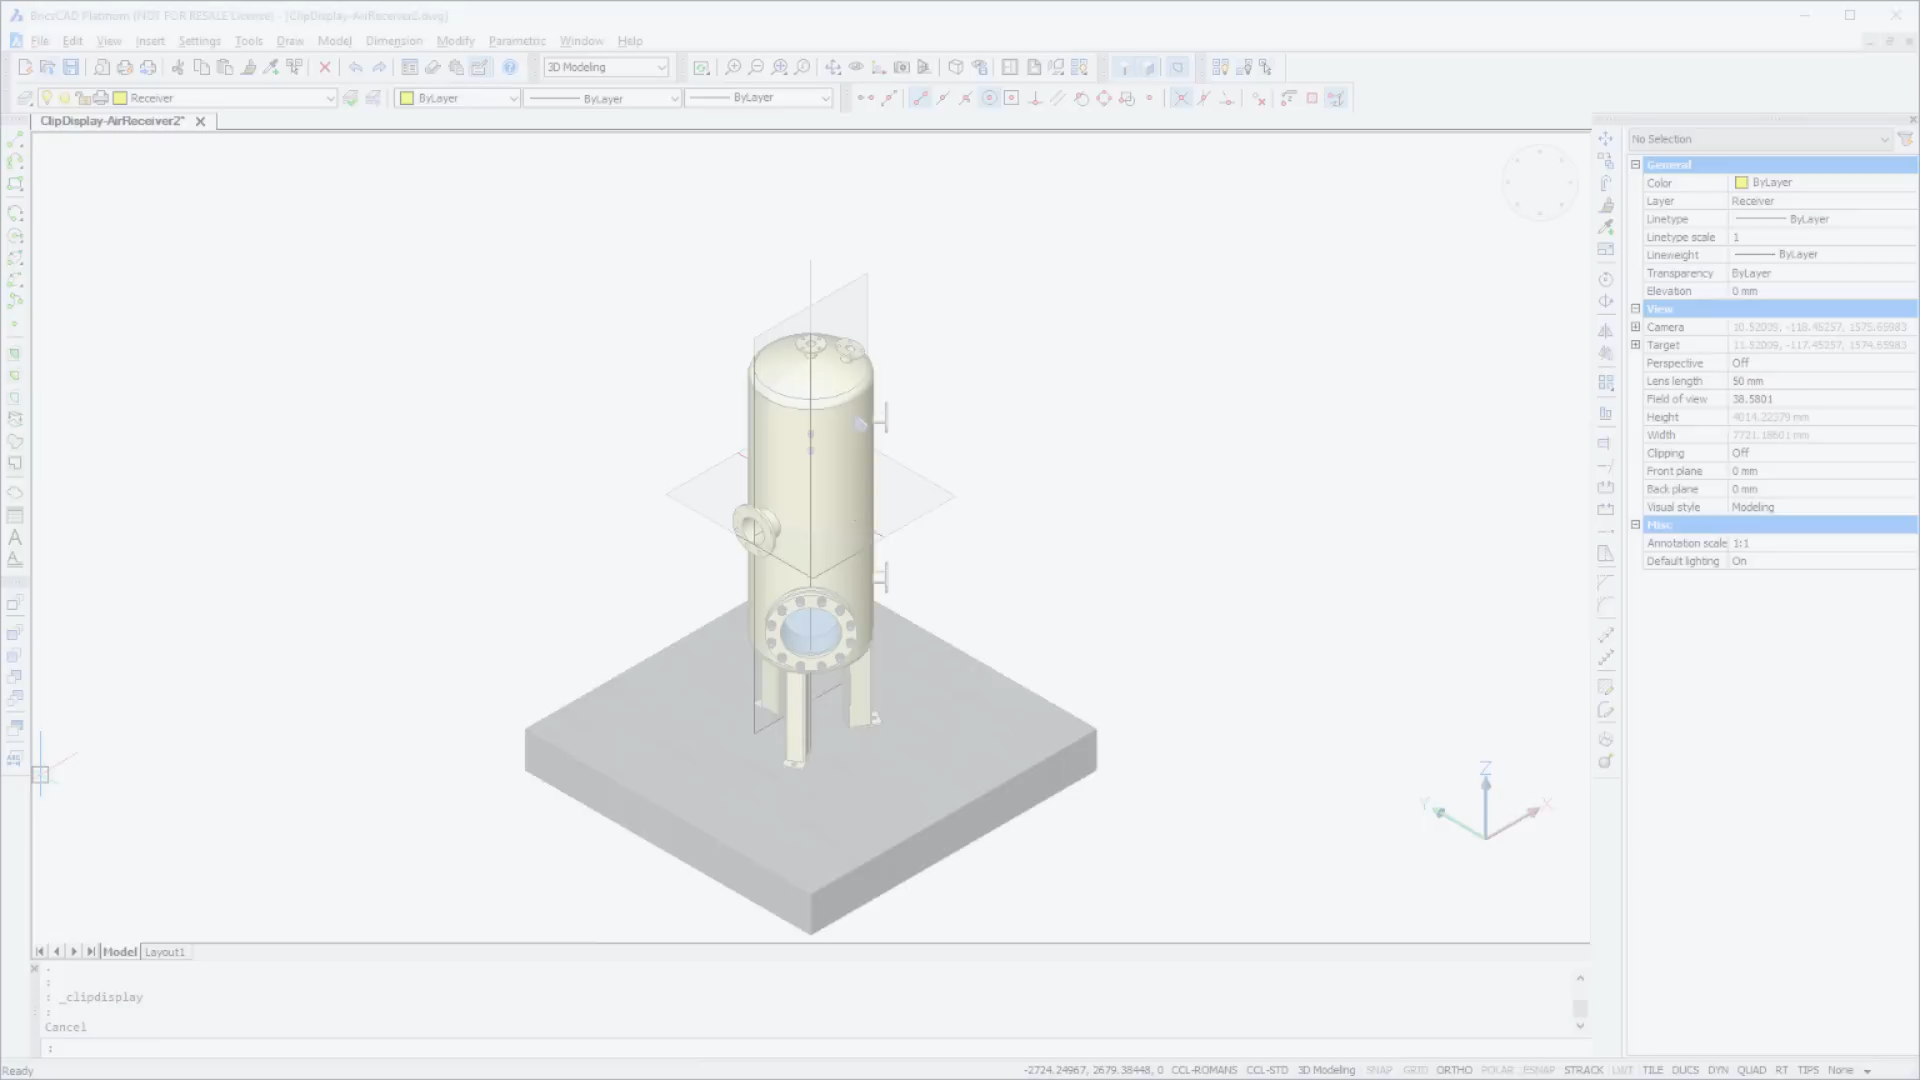 BricsCAD Platinum (NOT FOR RESALE License) - [ClipDisplay-AirReceiver2.dwg]
File Edit View Insert Settings Tools Draw Model Dimension Modify Parametric Window Help
3D Modeling
Receiver ByLayer ByLayer ByLayer
ClipDisplay-AirReceiver2*
No Selection
General
Color ByLayer
Layer Receiver
Linetype ByLayer
Linetype scale 1
Lineweight ByLayer
Transparency ByLayer
Elevation 0 mm
View
Camera 10.52009, -118.45257, 1575.65983
Target 11.52009, -117.45257, 1574.65983
Perspective Off
Lens length 50 mm
Field of view 38.5801
Height 4014.22379 mm
Width 7721.18601 mm
Clipping Off
Front plane 0 mm
Back plane 0 mm
Visual style Modeling
Misc
Annotation scale 1:1
Default lighting On
Z
Y X
Model Layout1
:
:
: _clipdisplay
:
Cancel
:
Ready -2724.24967, 2679.38448, 0 CCL-ROMANS CCL-STD 3D Modeling SNAP GRID ORTHO POLAR ESNAP STRACK LWT TILE DUCS DYN QUAD RT TIPS None